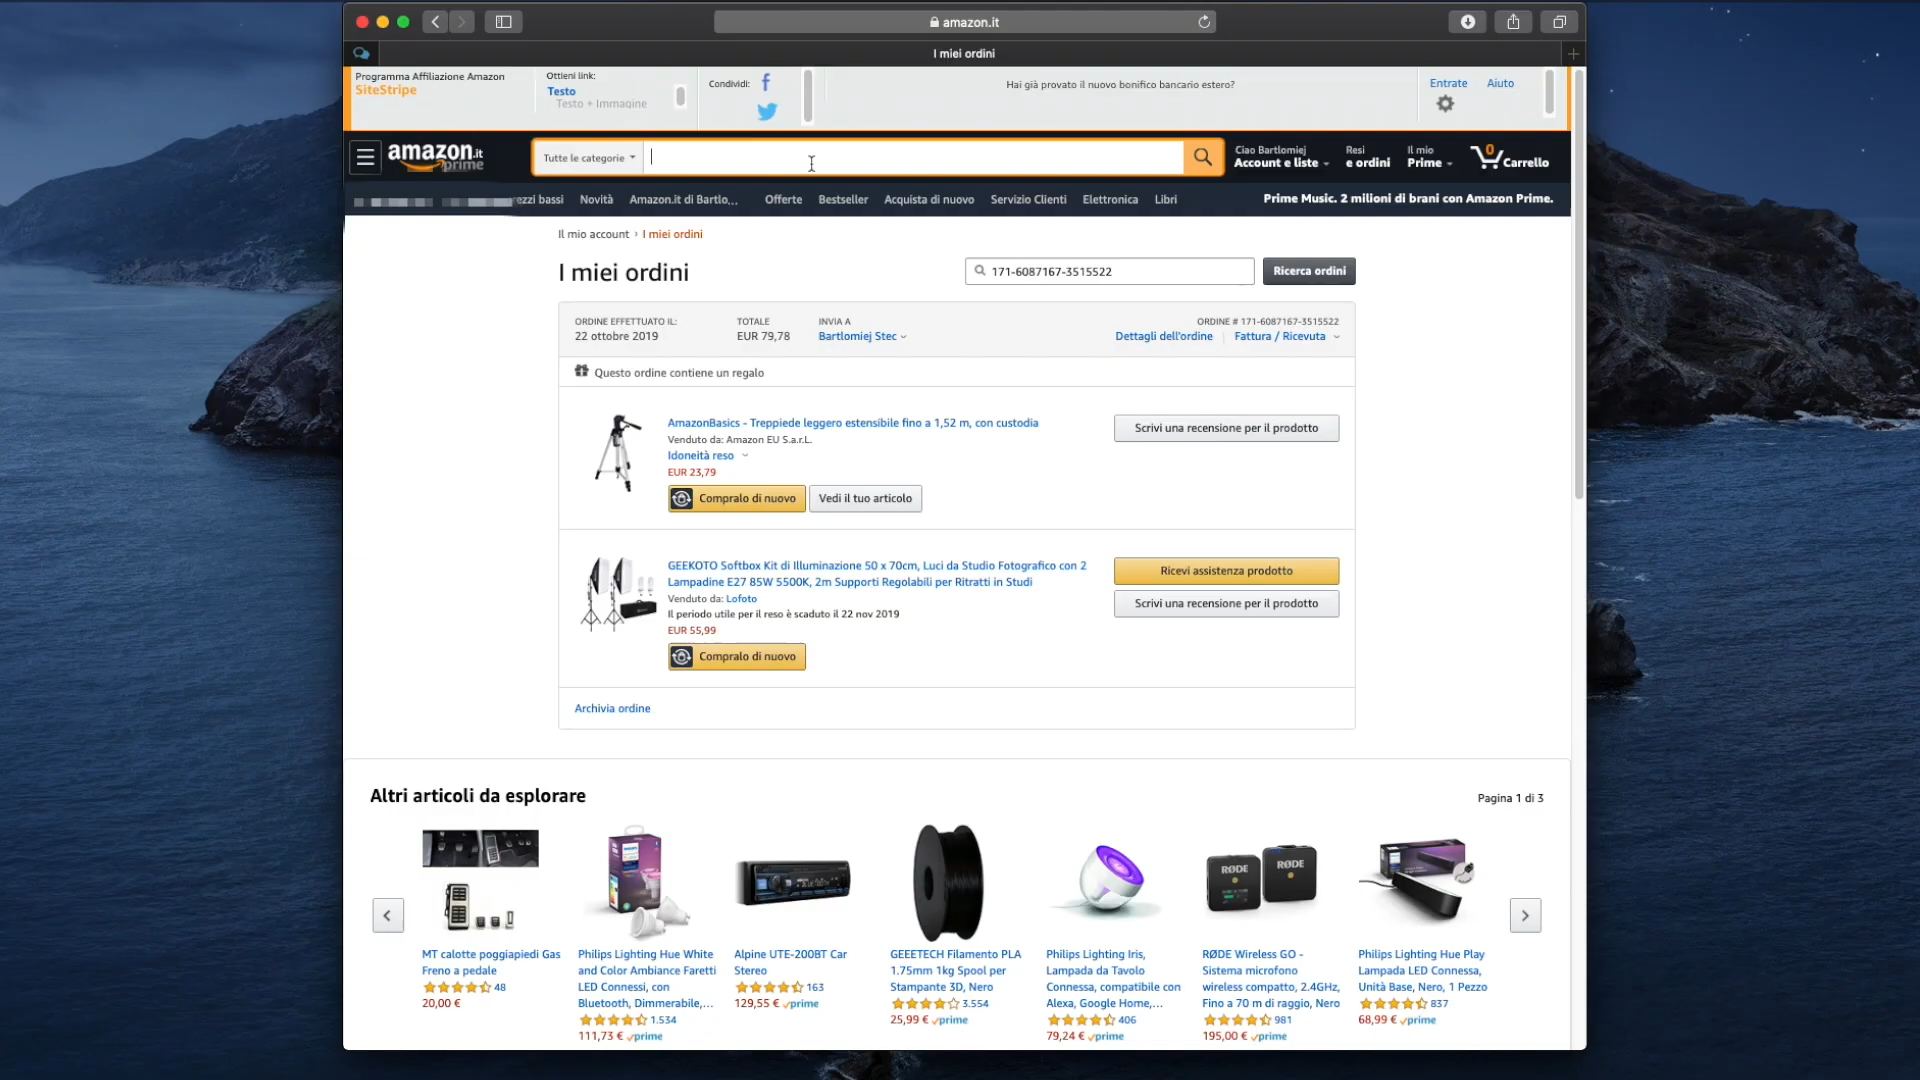 amazon.it
I miei ordini
Programma Affiliazione Amazon
SiteStripe
Ottieni link:
Testo
Testo + Immagine
Condividi:
Hai già provato il nuovo bonifico bancario estero?
Entrate
Aiuto
amazon.it
prime
Tutte le categorie
Ciao Bartlomiej
Account e liste
Resi
e ordini
Il mio
Prime
0
Carrello
rezzi bassi
Novità
Amazon.it di Bartlo...
Offerte
Bestseller
Acquista di nuovo
Servizio Clienti
Elettronica
Libri
Prime Music. 2 milioni di brani con Amazon Prime.
Il mio account › I miei ordini
I miei ordini
171-6087167-3515522
Ricerca ordini
ORDINE EFFETTUATO IL:
22 ottobre 2019
TOTALE
EUR 79,78
INVIA A
Bartlomiej Stec
ORDINE # 171-6087167-3515522
Dettagli dell'ordine
Fattura / Ricevuta
Questo ordine contiene un regalo
AmazonBasics - Treppiede leggero estensibile fino a 1,52 m, con custodia
Venduto da: Amazon EU S.a.r.L.
Idoneità reso
EUR 23,79
Compralo di nuovo
Vedi il tuo articolo
Scrivi una recensione per il prodotto
GEEKOTO Softbox Kit di Illuminazione 50 x 70cm, Luci da Studio Fotografico con 2
Lampadine E27 85W 5500K, 2m Supporti Regolabili per Ritratti in Studi
Venduto da: Lofoto
Il periodo utile per il reso è scaduto il 22 nov 2019
EUR 55,99
Compralo di nuovo
Ricevi assistenza prodotto
Scrivi una recensione per il prodotto
Archivia ordine
Altri articoli da esplorare
Pagina 1 di 3
RØDE
RØDE
MT calotte poggiapiedi Gas
Freno a pedale
48
20,00 €
Philips Lighting Hue White
and Color Ambiance Faretti
LED Connessi, con
Bluetooth, Dimmerabile,...
1.534
111,73 € prime
Alpine UTE-200BT Car
Stereo
163
129,55 € prime
GEEETECH Filamento PLA
1.75mm 1kg Spool per
Stampante 3D, Nero
3.554
25,99 € prime
Philips Lighting Iris,
Lampada da Tavolo
Connessa, compatibile con
Alexa, Google Home,...
406
79,24 € prime
RØDE Wireless GO -
Sistema microfono
wireless compatto, 2.4GHz,
Fino a 70 m di raggio, Nero
981
195,00 € prime
Philips Lighting Hue Play
Lampada LED Connessa,
Unità Base, Nero, 1 Pezzo
837
68,99 € prime